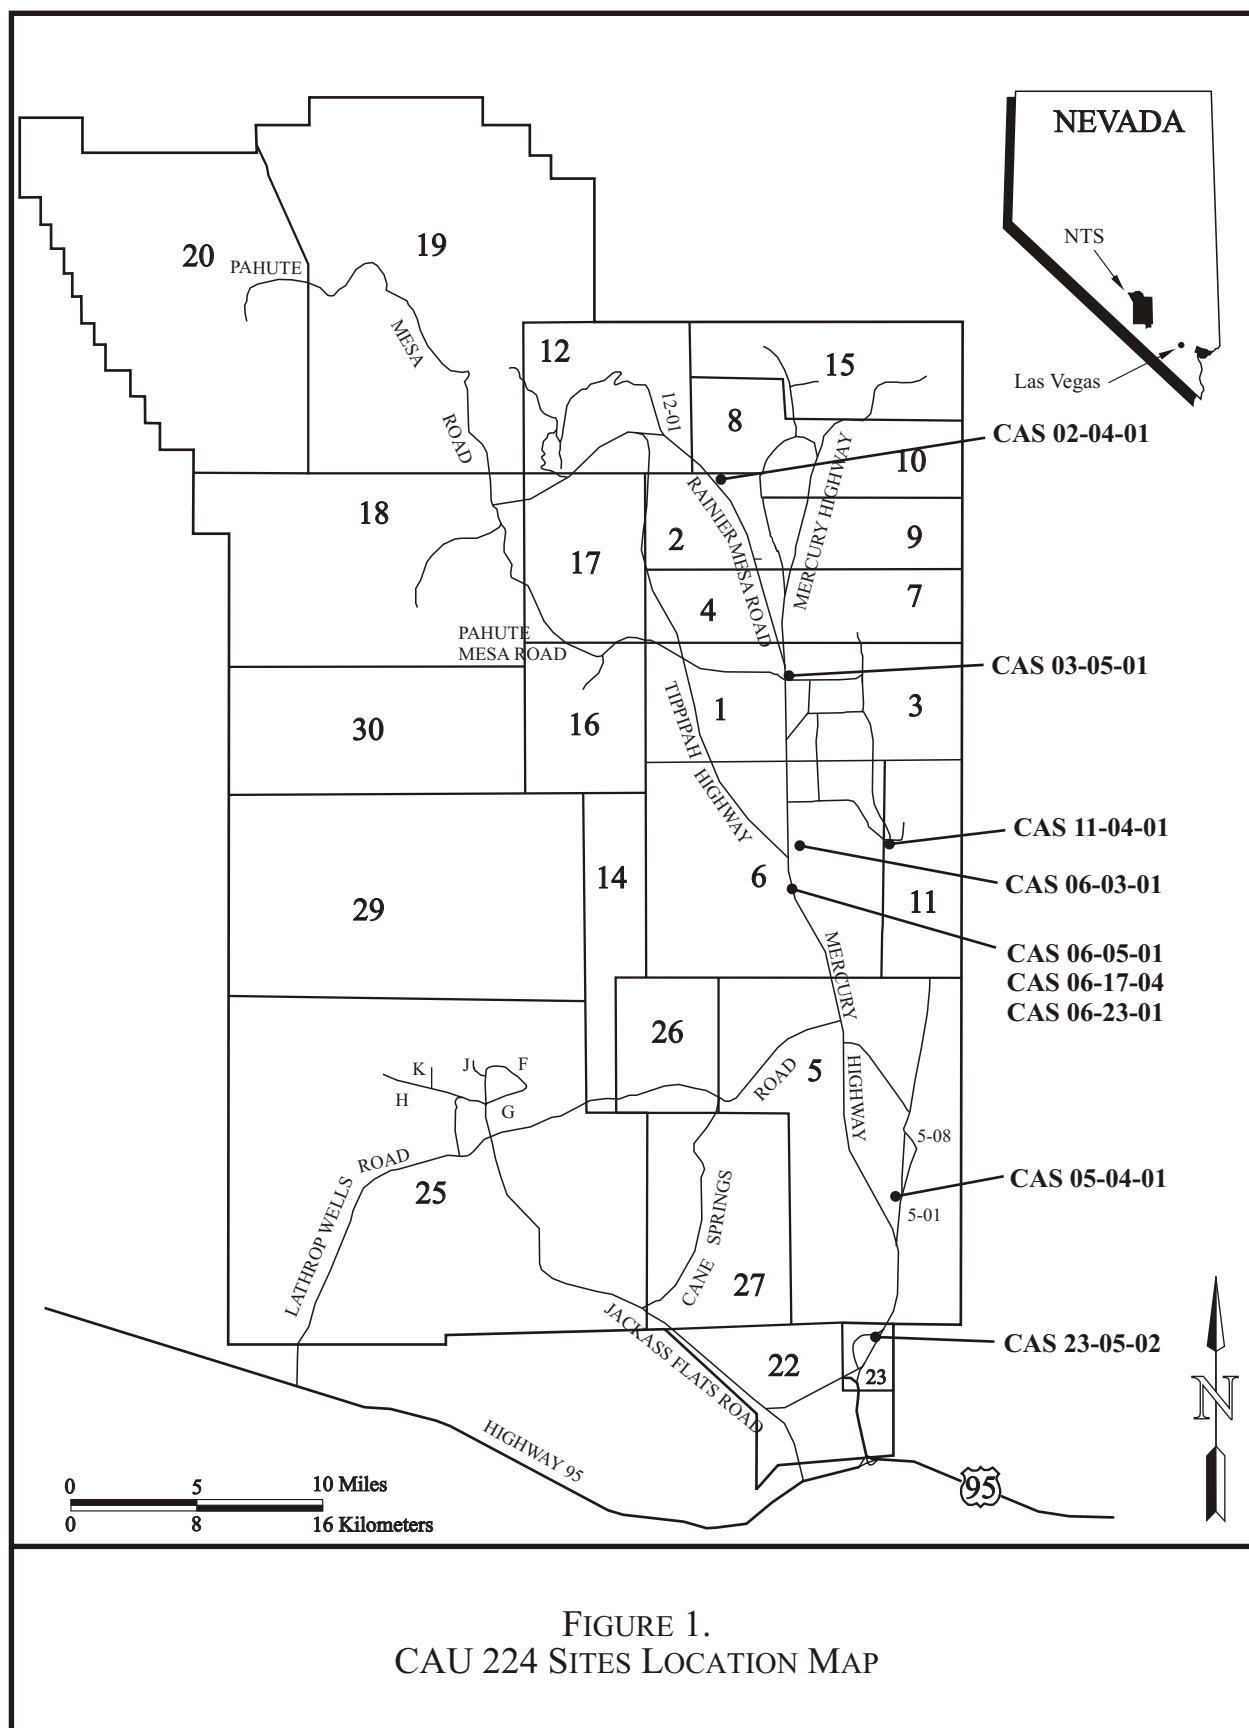 NEVADA
NTS
Las Vegas
20
19
PAHUTE
MESA
ROAD
12
15
12-01
8
10
CAS 02-04-01
18
17
2
RAINIER MESA ROAD
MERCURY HIGHWAY
9
4
7
PAHUTE
MESA ROAD
CAS 03-05-01
30
16
1
3
TIPPIPAH HIGHWAY
CAS 11-04-01
29
14
6
11
CAS 06-03-01
CAS 06-05-01
CAS 06-17-04
CAS 06-23-01
MERCURY
HIGHWAY
26
5
ROAD
K
J
F
H
G
5-08
LATHROP WELLS ROAD
25
CANE SPRINGS
CAS 05-04-01
5-01
27
JACKASS FLATS ROAD
22
23
CAS 23-05-02
N
HIGHWAY 95
95
0 5 10 Miles
0 8 16 Kilometers
FIGURE 1.
CAU 224 SITES LOCATION MAP